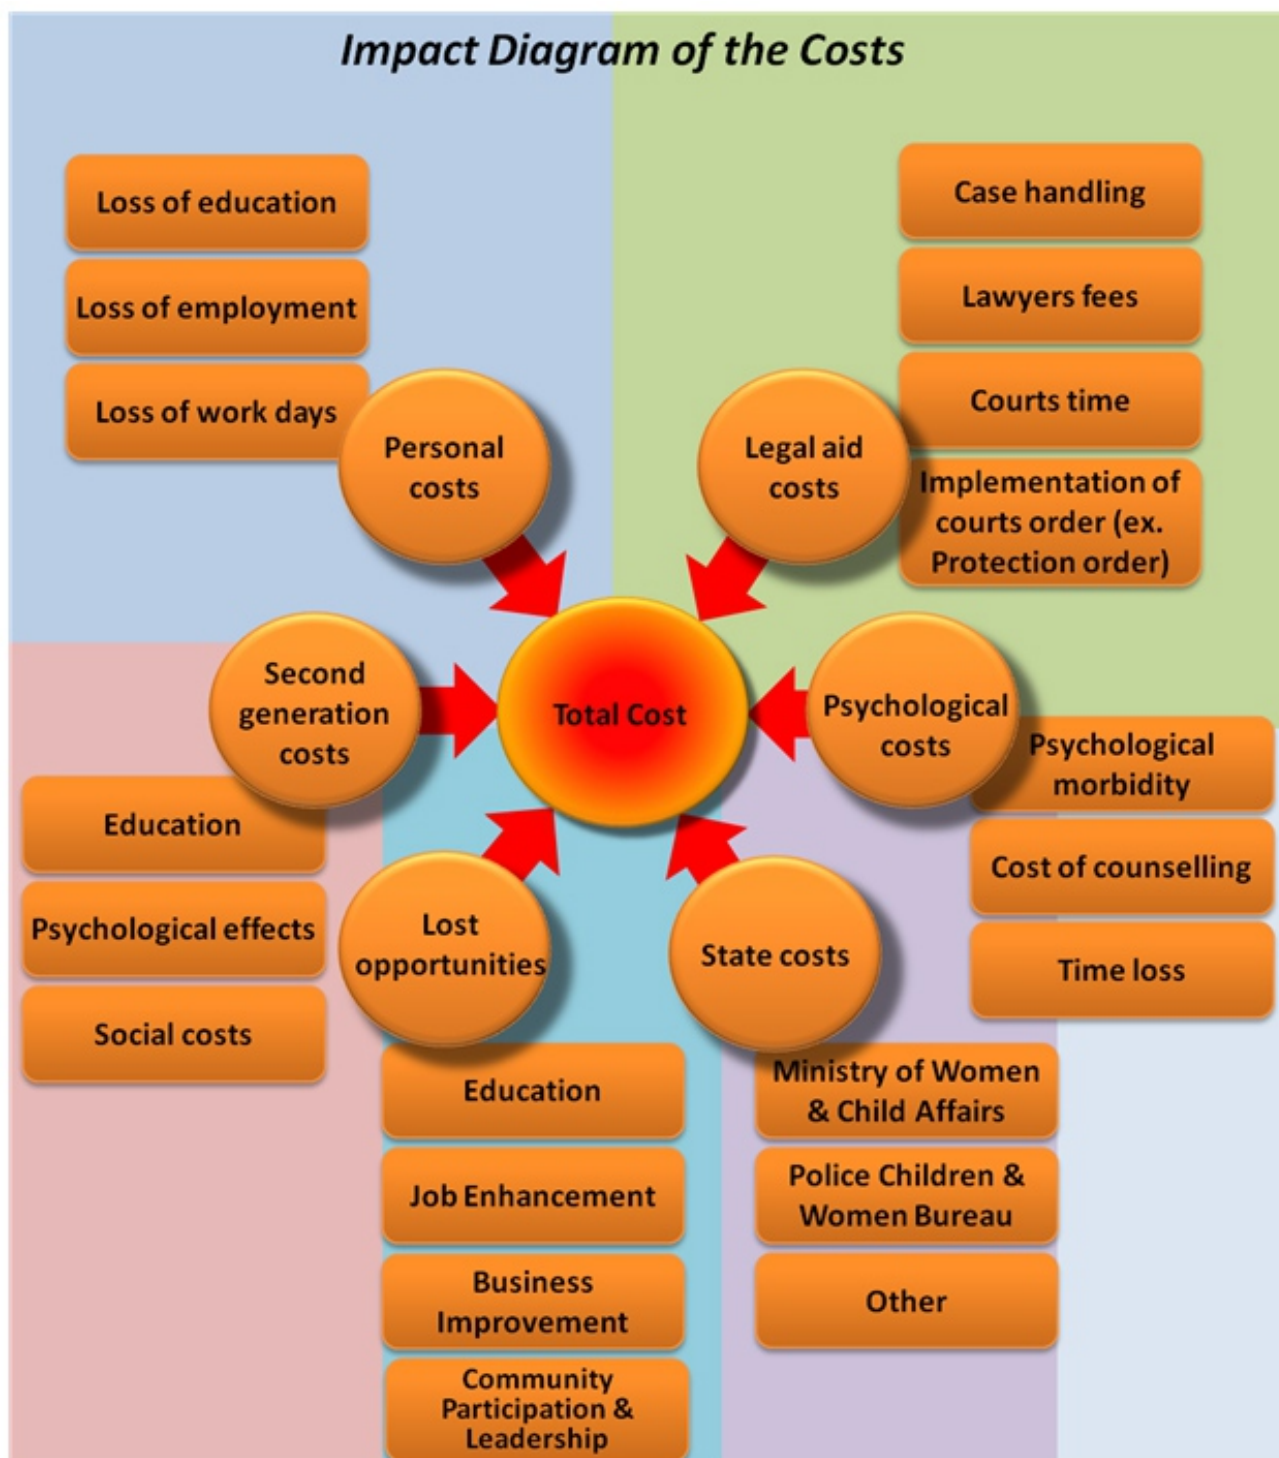 Impact Diagram of the Costs
Loss of education
Loss of employment
Loss of work days
Personal
costs
Case handling
Lawyers fees
Courts time
Implementation of
courts order (ex.
Protection order)
Legal aid
costs
Second
generation
costs
Total Cost
Psychological
costs
Psychological
morbidity
Cost of counselling
Time loss
Education
Psychological effects
Social costs
Lost
opportunities
State costs
Education
Job Enhancement
Business
Improvement
Community
Participation &
Leadership
Ministry of Women
& Child Affairs
Police Children &
Women Bureau
Other